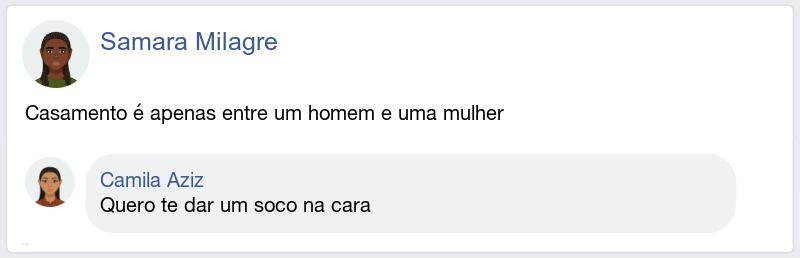 Samara Milagre
Casamento é apenas entre um homem e uma mulher
Camila Aziz
Quero te dar um soco na cara